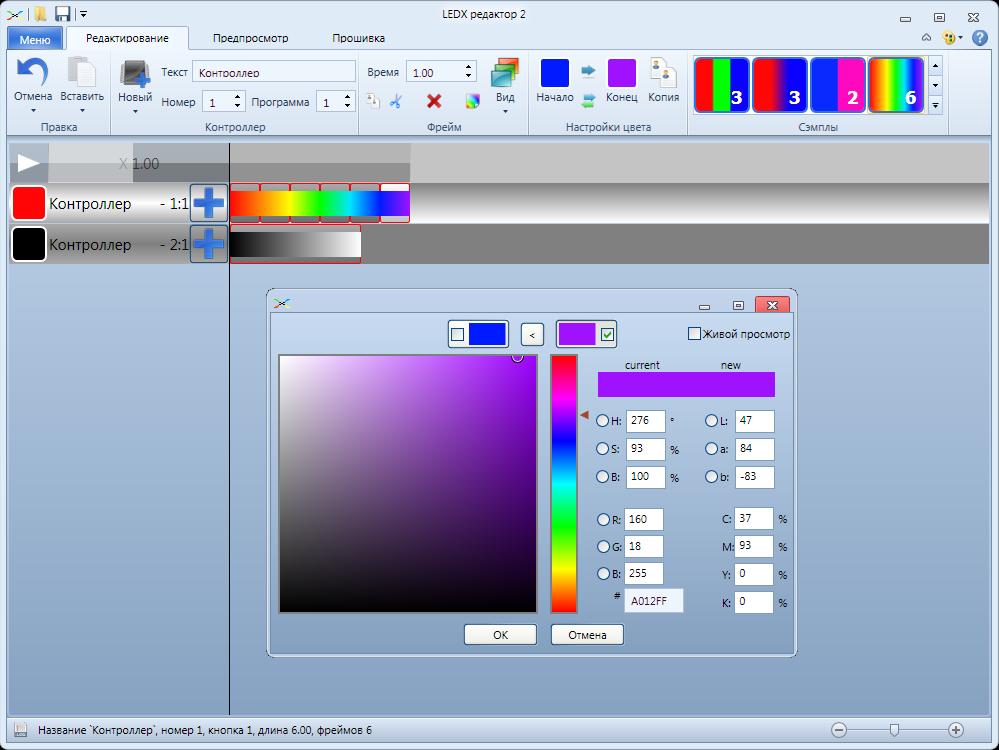 LEDX редактор 2
Меню Редактирование Предпросмотр Прошивка
Отмена Вставить Новый Текст Контроллер Номер 1 Программа 1 Время 1.00 Вид Начало Конец Копия 3 3 2 6
Правка Контроллер Фрейм Настройки цвета Сэмплы
X 1.00
Контроллер - 1:1
Контроллер - 2:1
< Живой просмотр
current new
H: 276 ° L: 47
S: 93 % a: 84
B: 100 % b: -83
R: 160 C: 37 %
G: 18 M: 93 %
B: 255 Y: 0 %
# A012FF K: 0 %
OK Отмена
Название `Контроллер`, номер 1, кнопка 1, длина 6.00, фреймов 6